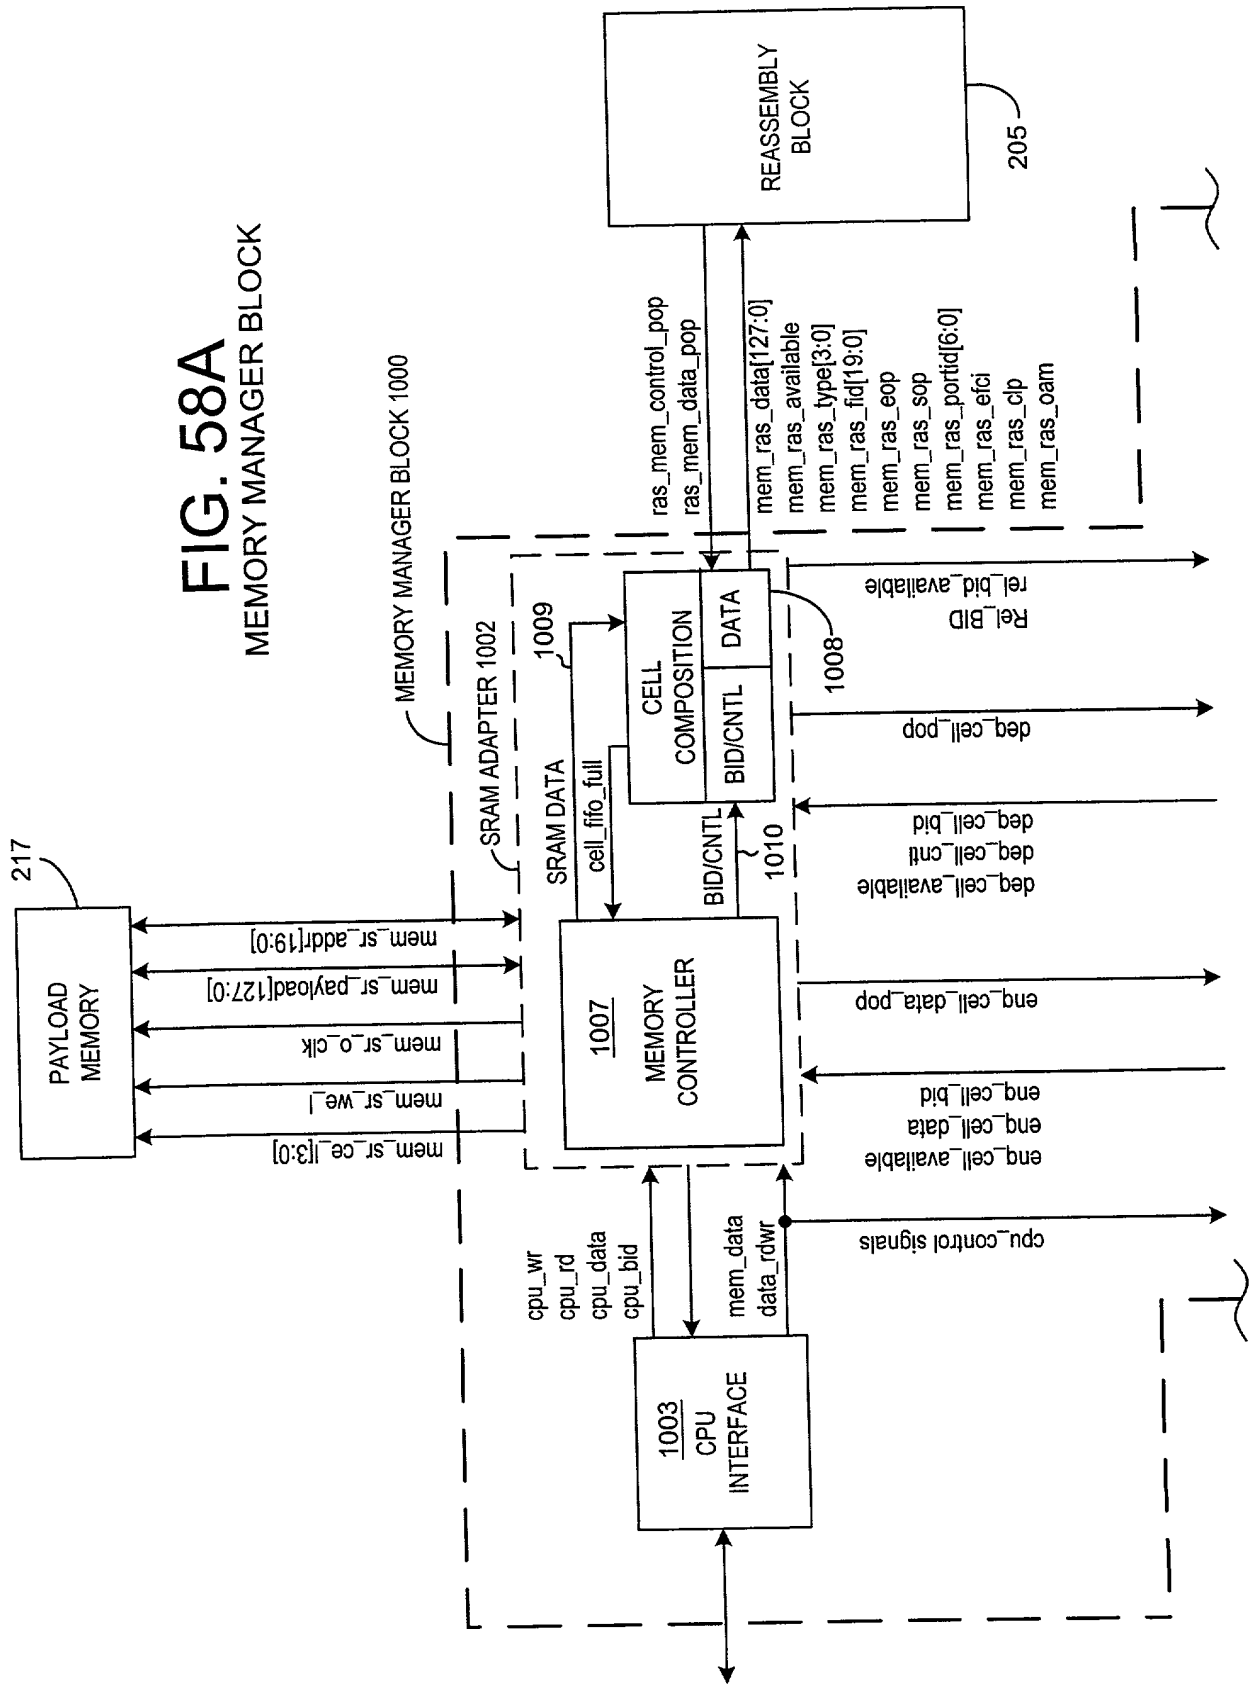 FIG. 58A
MEMORY MANAGER BLOCK
MEMORY MANAGER BLOCK 1000
SRAM ADAPTER 1002
217
PAYLOAD
MEMORY
mem_sr_ce_l[3:0]
mem_sr_we_l
mem_sr_o_clk
mem_sr_payload[127:0]
mem_sr_addr[19:0]
1003
CPU
INTERFACE
cpu_wr
cpu_rd
cpu_data
cpu_bid
mem_data
data_rdwr
1007
MEMORY
CONTROLLER
SRAM DATA
1009
cell_fifo_full
BID/CNTL
1010
CELL
COMPOSITION
BID/CNTL
DATA
1008
ras_mem_control_pop
ras_mem_data_pop
mem_ras_data[127:0]
mem_ras_available
mem_ras_type[3:0]
mem_ras_fid[19:0]
mem_ras_eop
mem_ras_sop
mem_ras_portid[6:0]
mem_ras_efci
mem_ras_clp
mem_ras_oam
REASSEMBLY
BLOCK
205
cpu_control signals
enq_cell_available
enq_cell_data
enq_cell_bid
enq_cell_data_pop
deq_cell_available
deq_cell_cntl
deq_cell_bid
deq_cell_pop
Rel_BID
rel_bid_available